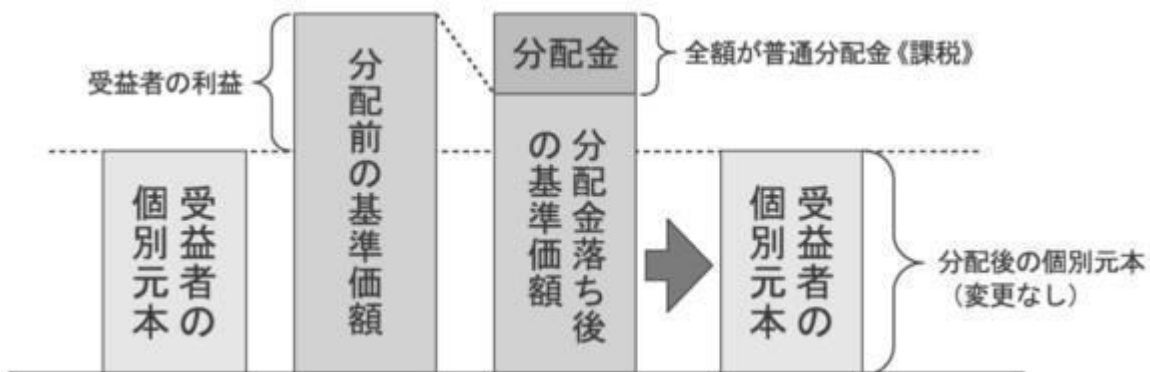 受益者の利益
受益者の
個別元本
分配前の基準価額
分配金
全額が普通分配金《課税》
分配金落ち後
の基準価額
受益者の
個別元本
分配後の個別元本
（変更なし）